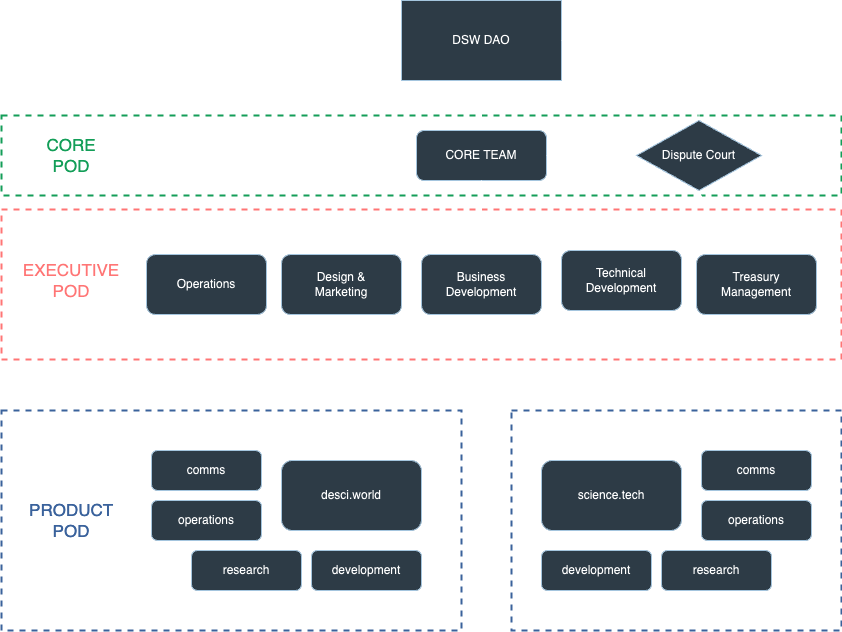 DSW DAO
CORE
POD
CORE TEAM
Dispute Court
EXECUTIVE
POD
Operations
Design &
Marketing
Business
Development
Technical
Development
Treasury
Management
PRODUCT
POD
comms
operations
desci.world
research
development
science.tech
comms
operations
development
research